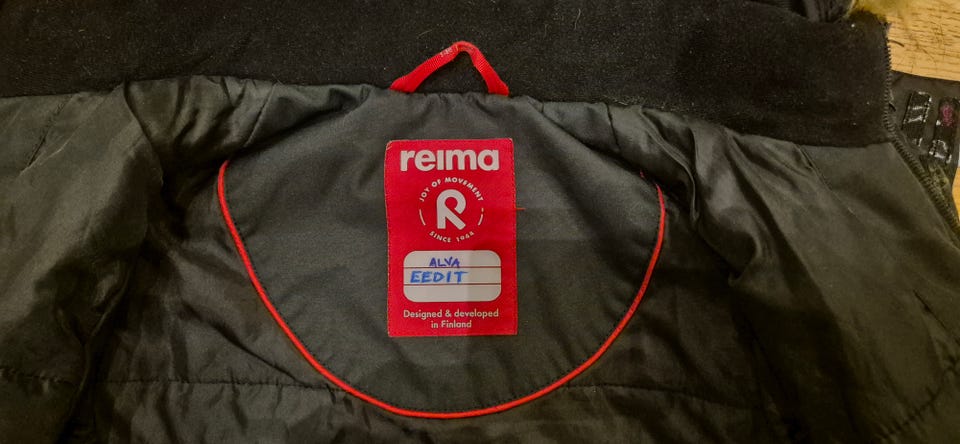 reima
JOY OF MOVEMENT
SINCE 1944
ALVA
EEDIT
Designed & developed
in Finland